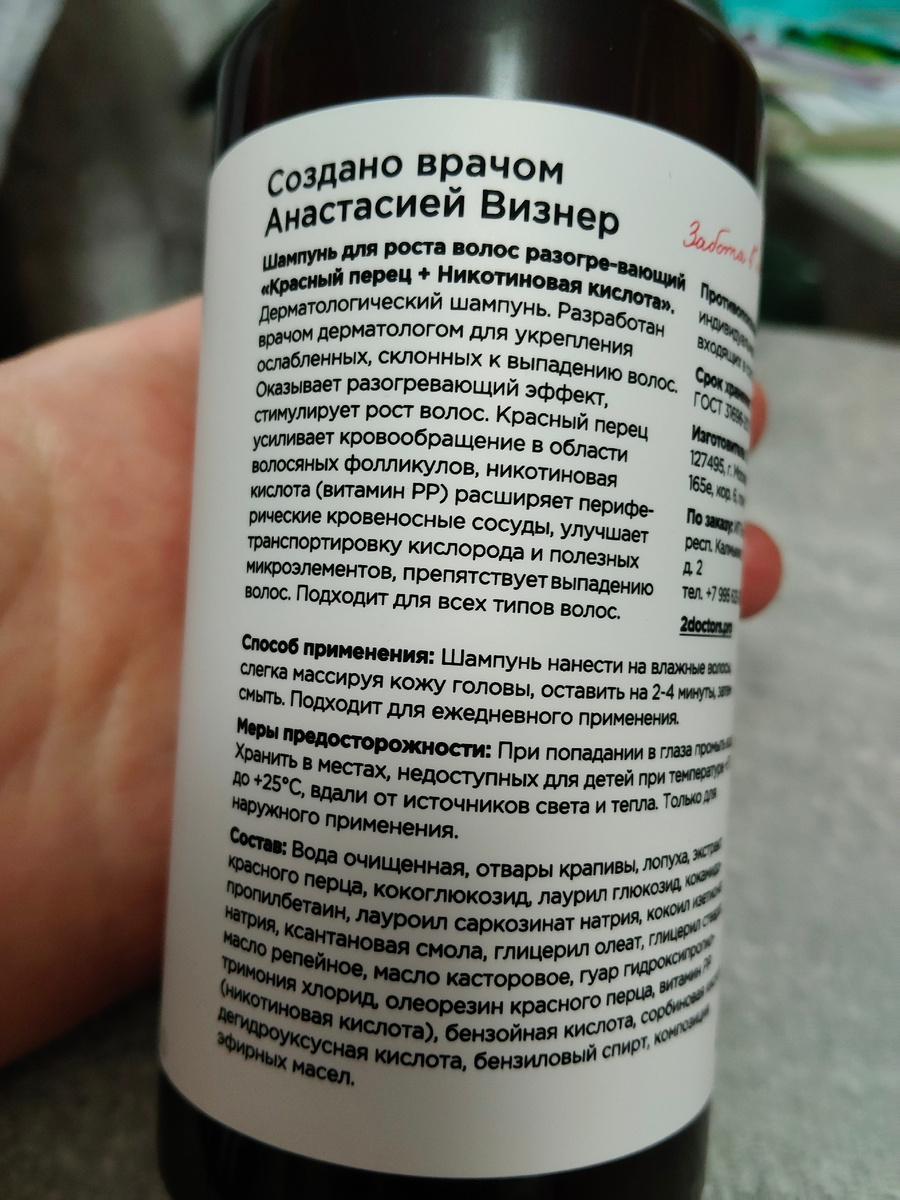 Создано врачом
Анастасией Визнер
Шампунь для роста волос разогре-вающий
«Красный перец + Никотиновая кислота».
Дерматологический шампунь. Разработан
врачом дерматологом для укрепления
ослабленных, склонных к выпадению волос.
Оказывает разогревающий эффект,
стимулирует рост волос. Красный перец
усиливает кровообращение в области
волосяных фолликулов, никотиновая
кислота (витамин РР) расширяет перифе-
рические кровеносные сосуды, улучшает
транспортировку кислорода и полезных
микроэлементов, препятствует выпадению
волос. Подходит для всех типов волос.
Забота
входящих в
Срок
ГОСТ
127495, г.
165е, кор. 6,
По заказу
респ.
д. 2
тел. +7
2doctors.pro
Способ применения: Шампунь нанести на влажные волосы,
слегка массируя кожу головы, оставить на 2-4 минуты, затем
смыть. Подходит для ежедневного применения.
Меры предосторожности: При попадании в глаза
Хранить в местах, недоступных для детей при температуре
до +25°С, вдали от источников света и тепла. Только для
наружного применения.
Состав: Вода очищенная, отвары крапивы, лопуха,
красного перца, кокоглюкозид, лаурил глюкозид,
пропилбетаин, лауроил саркозинат натрия, кокоил
натрия, ксантановая смола, глицерил олеат, глицерил
масло репейное, масло касторовое, гуар
тримония хлорид, олеорезин красного перца, витамин РР
(никотиновая кислота), бензойная кислота, сорбиновая
дегидроуксусная кислота, бензиловый спирт, композиция
эфирных масел.